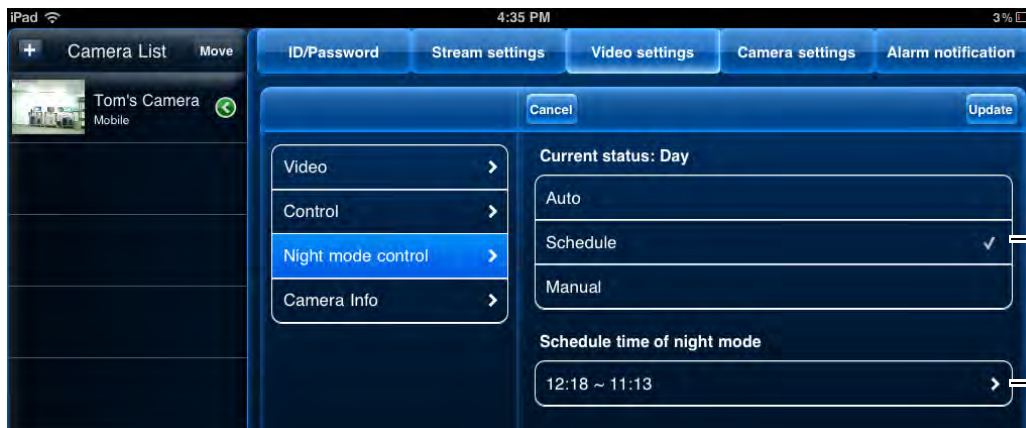 iPad 4:35 PM 3%
+ Camera List Move
Tom's Camera
Mobile
ID/Password Stream settings Video settings Camera settings Alarm notification
Cancel Update
Video
Control
Night mode control
Camera Info
Current status: Day
Auto
Schedule
Manual
Schedule time of night mode
12:18 ~ 11:13